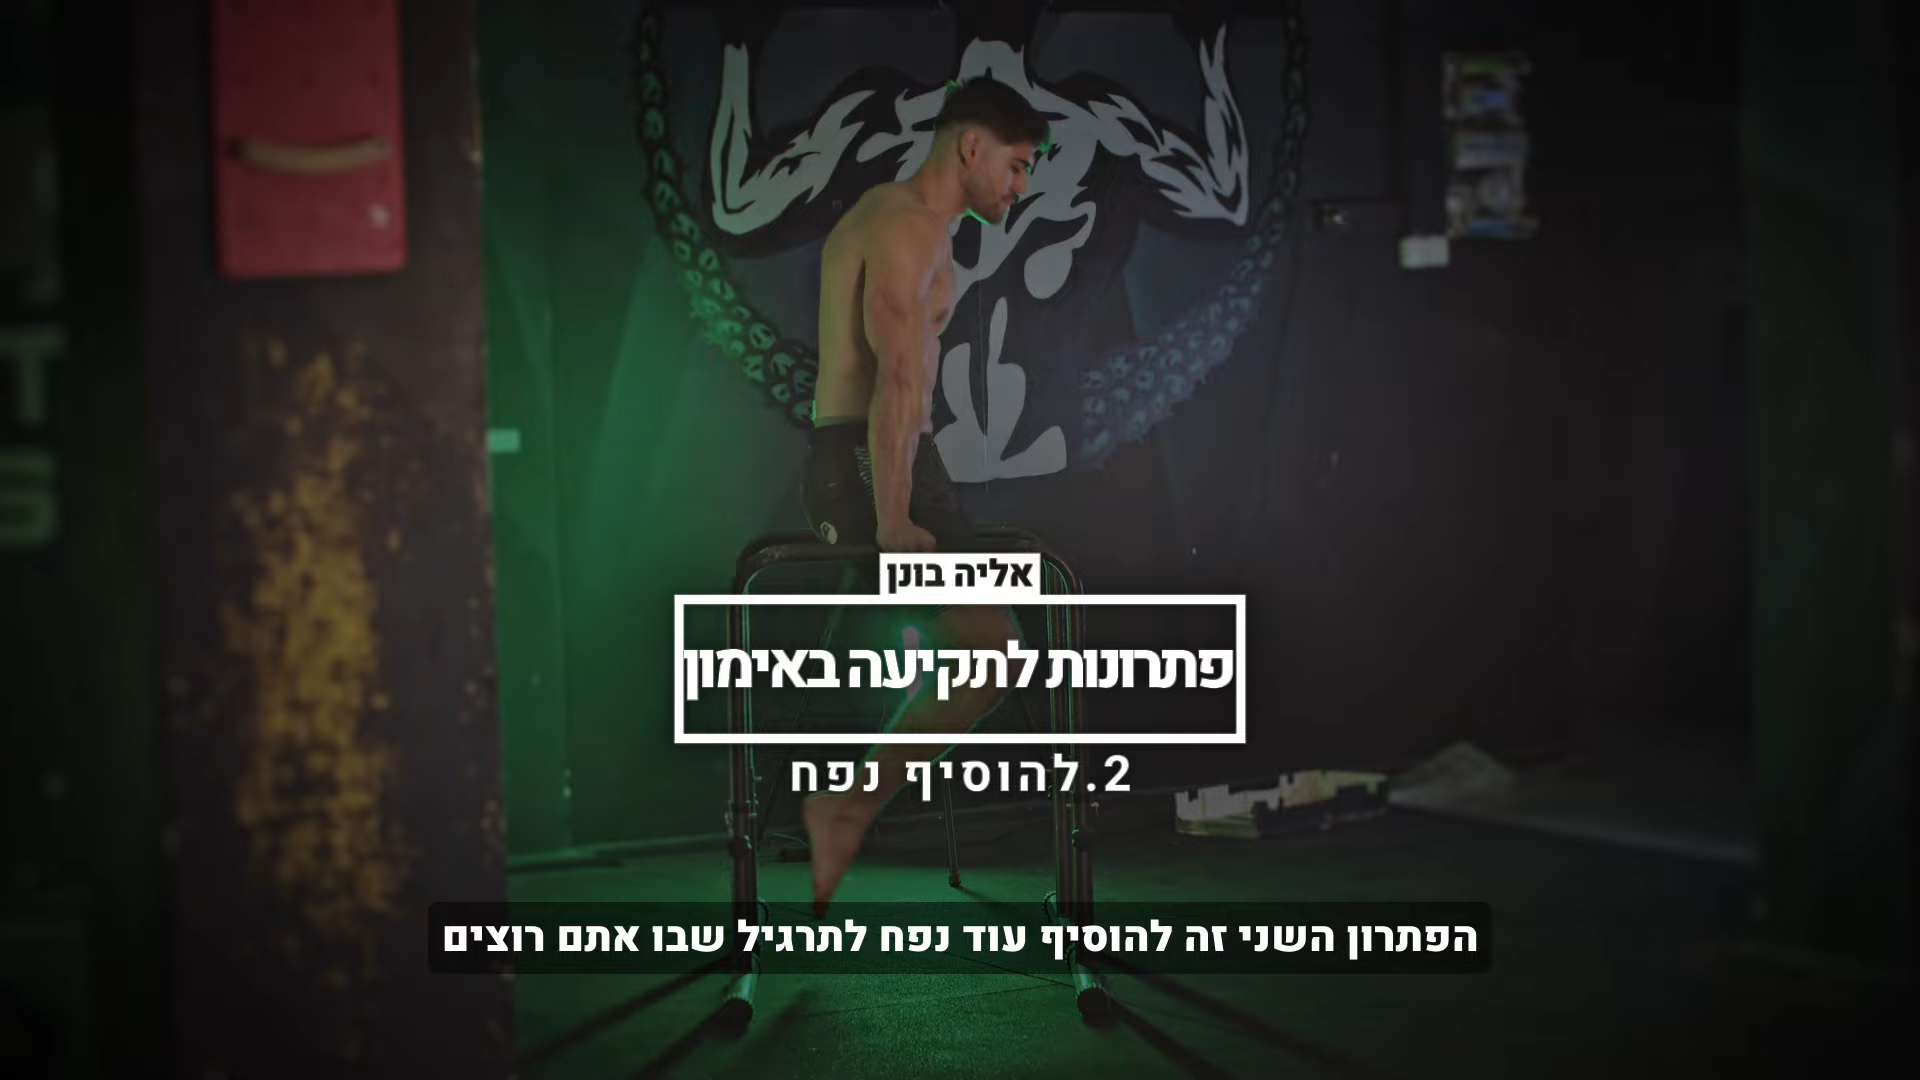 אליה בונן
פתרונות לתקיעה באימון
2.להוסיף נפח
הפתרון השני זה להוסיף עוד נפח לתרגיל שבו אתם רוצים